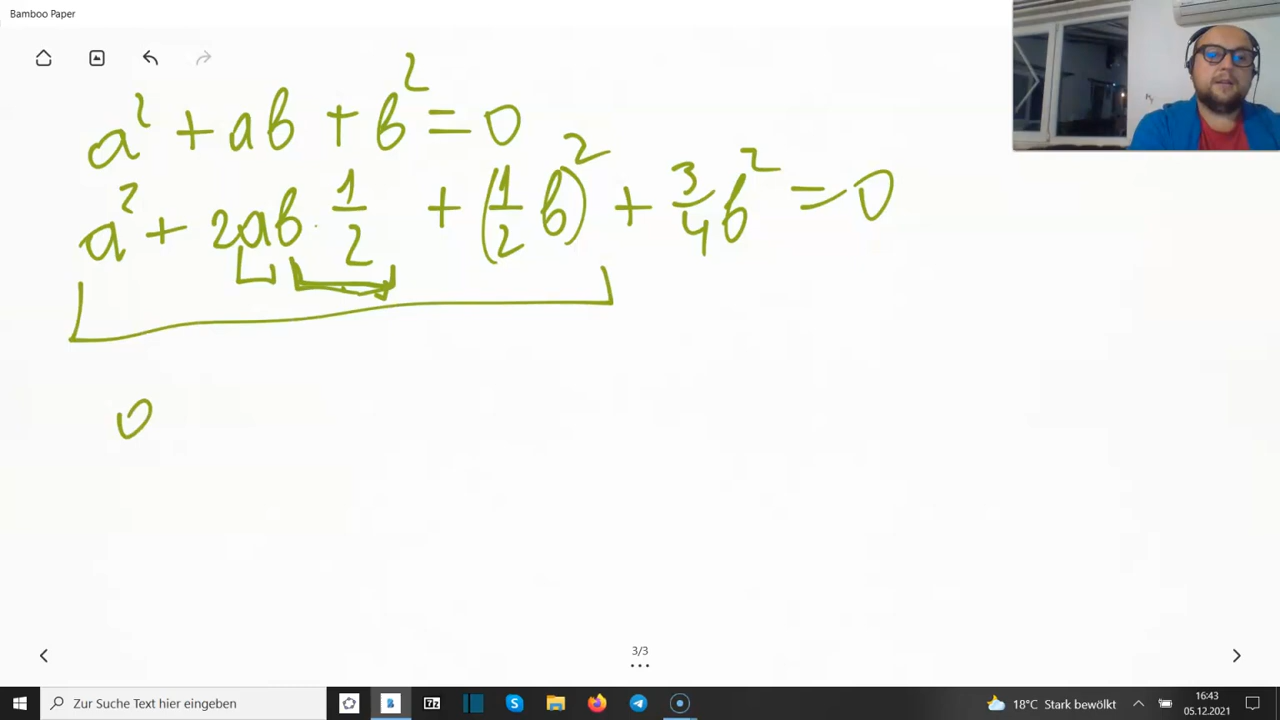 Bamboo Paper
a² + ab + b² = 0
a² + 2ab · 1/2 + (1/2 b)² + 3/4 b² = 0
0
3/3
Zur Suche Text hier eingeben
18°C Stark bewölkt
16:43
05.12.2021